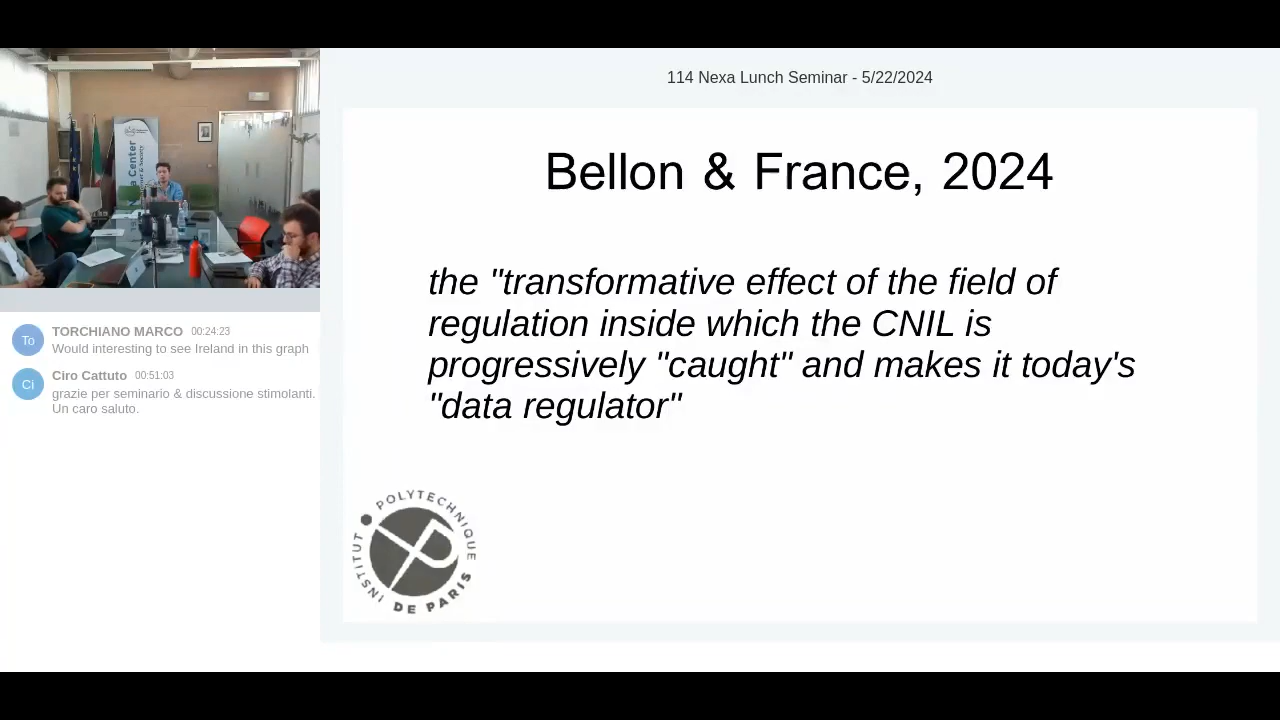 114 Nexa Lunch Seminar - 5/22/2024
Bellon & France, 2024
the "transformative effect of the field of
regulation inside which the CNIL is
progressively "caught" and makes it today's
"data regulator"
INSTITUT POLYTECHNIQUE
DE PARIS
a Center
& Society
To
TORCHIANO MARCO 00:24:23
Would interesting to see Ireland in this graph
Ci
Ciro Cattuto 00:51:03
grazie per seminario & discussione stimolanti.
Un caro saluto.